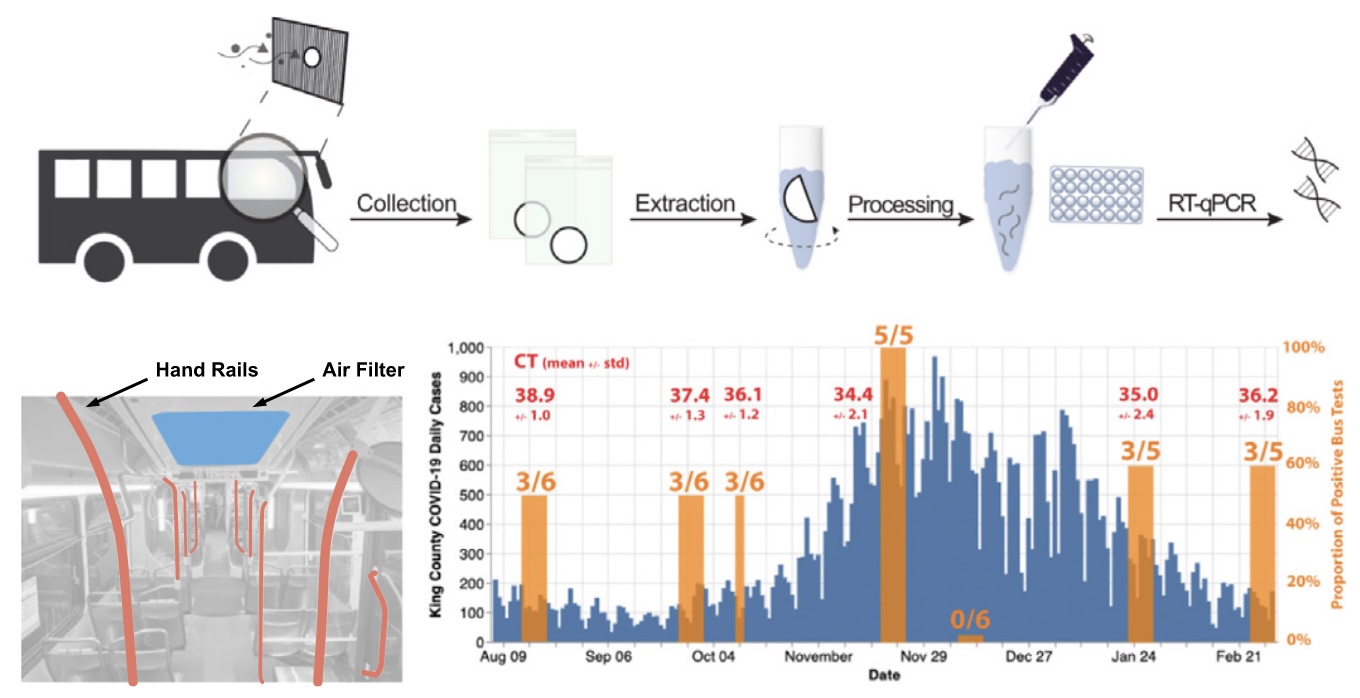 Collection
Extraction
Processing
RT-qPCR
Hand Rails
Air Filter
King County COVID-19 Daily Cases
1,000
900
800
700
600
500
400
300
200
100
0
CT (mean +/- std)
38.9
+/- 1.0
37.4
+/- 1.3
36.1
+/- 1.2
34.4
+/- 2.1
35.0
+/- 2.4
36.2
+/- 1.9
3/6
3/6
3/6
5/5
0/6
3/5
3/5
100%
80%
60%
40%
20%
0%
Proportion of Positive Bus Tests
Aug 09
Sep 06
Oct 04
November
Nov 29
Dec 27
Jan 24
Feb 21
Date